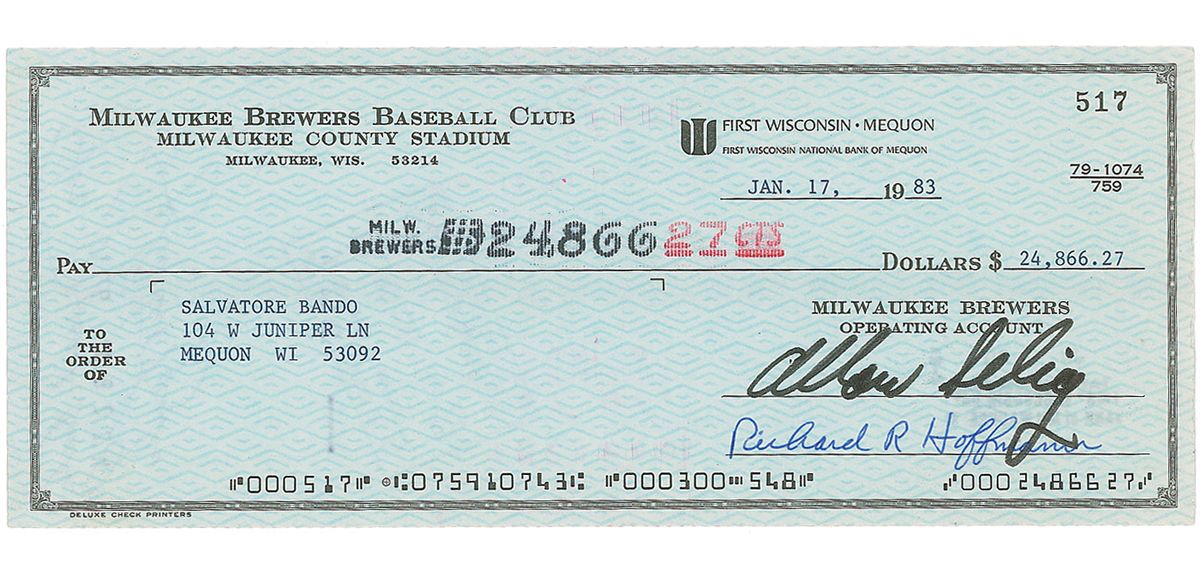 517
MILWAUKEE BREWERS BASEBALL CLUB
MILWAUKEE COUNTY STADIUM
MILWAUKEE, WIS. 53214
FIRST WISCONSIN • MEQUON
FIRST WISCONSIN NATIONAL BANK OF MEQUON
79-1074
759
JAN. 17, 1983
MILW.
BREWERS 2486627
PAY DOLLARS $ 24,866.27
TO
THE
ORDER
OF
SALVATORE BANDO
104 W JUNIPER LN
MEQUON WI 53092
MILWAUKEE BREWERS
OPERATING ACCOUNT
Allan Selig
Richard R Hoffmann
⑈000517⑈ ⑆075910743⑆ ⑈000300⑉548⑈ ⑇0002486627⑇
DELUXE CHECK PRINTERS